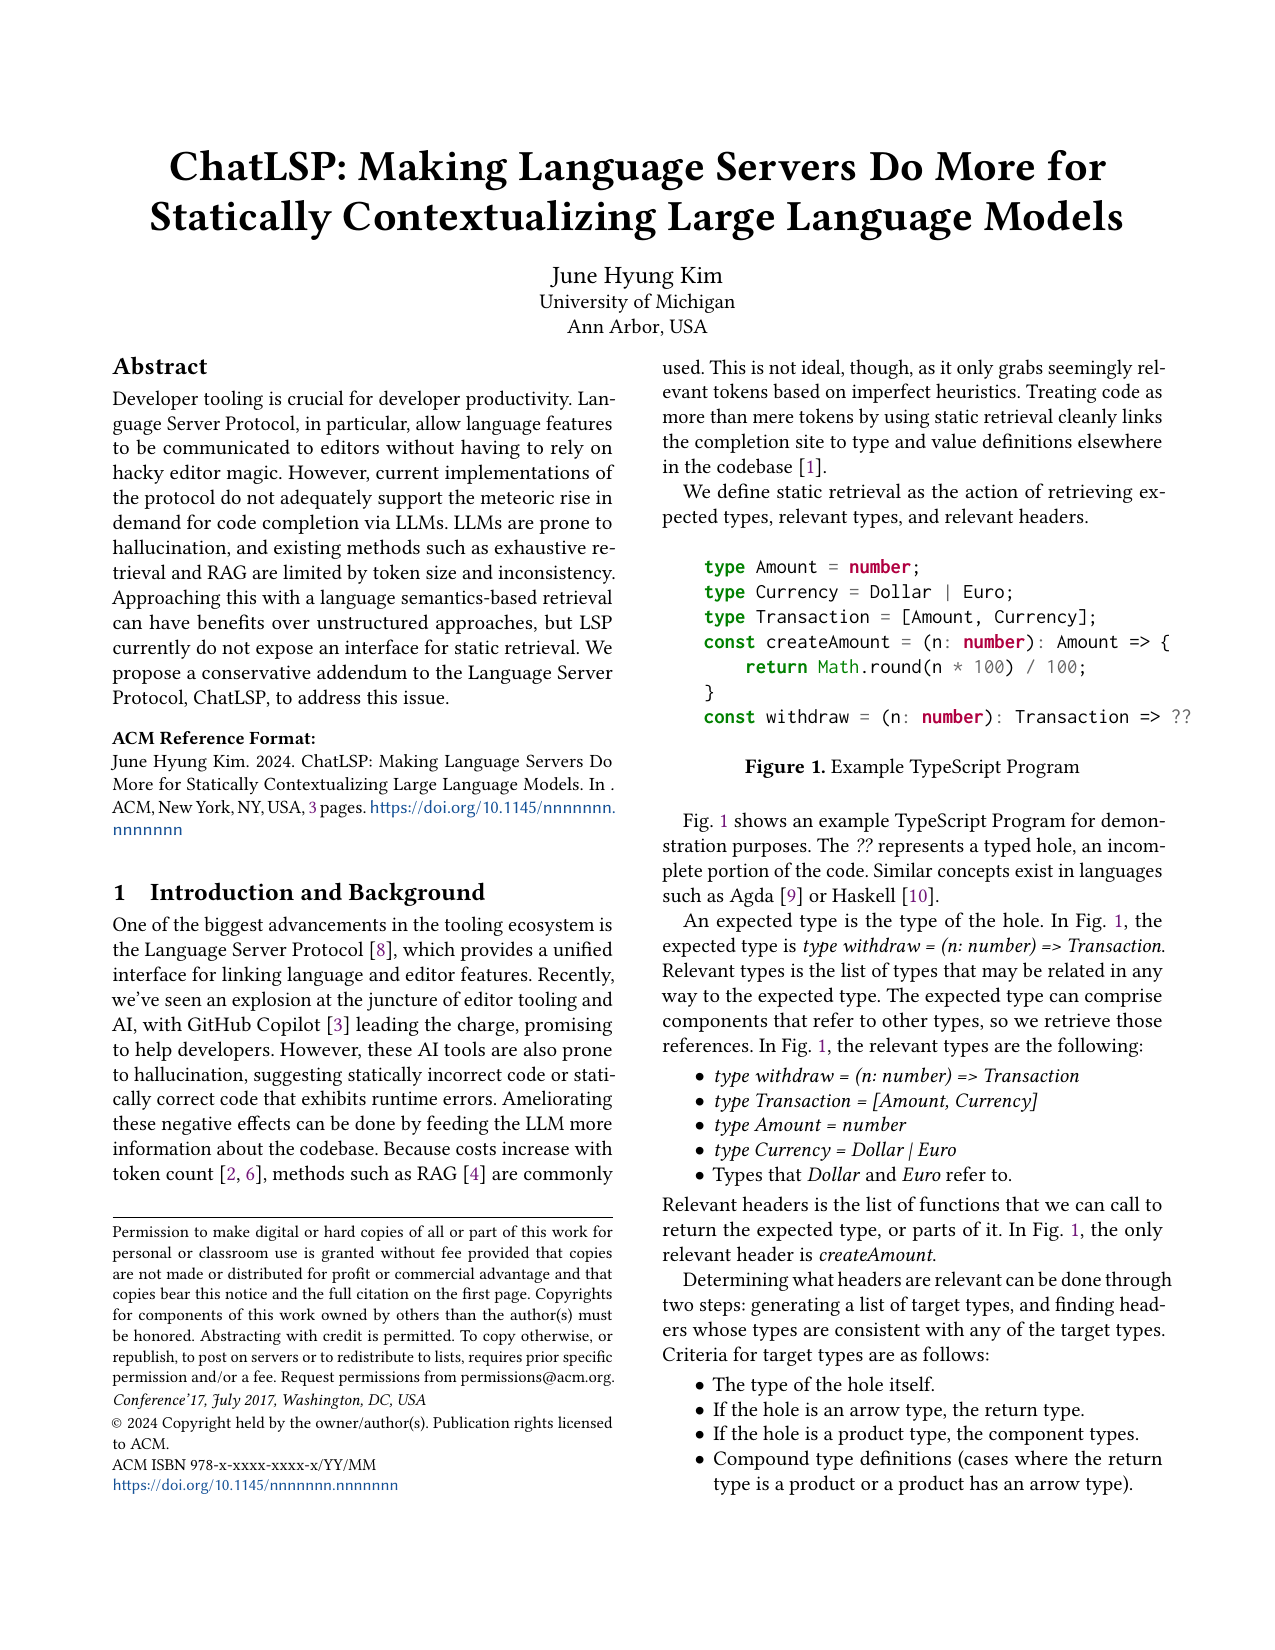 ChatLSP: Making Language Servers Do More for
Statically Contextualizing Large Language Models
June Hyung Kim
University of Michigan
Ann Arbor, USA
Abstract
Developer tooling is crucial for developer productivity. Lan-
guage Server Protocol, in particular, allow language features
to be communicated to editors without having to rely on
hacky editor magic. However, current implementations of
the protocol do not adequately support the meteoric rise in
demand for code completion via LLMs. LLMs are prone to
hallucination, and existing methods such as exhaustive re-
trieval and RAG are limited by token size and inconsistency.
Approaching this with a language semantics-based retrieval
can have benefits over unstructured approaches, but LSP
currently do not expose an interface for static retrieval. We
propose a conservative addendum to the Language Server
Protocol, ChatLSP, to address this issue.
ACM Reference Format:
June Hyung Kim. 2024. ChatLSP: Making Language Servers Do
More for Statically Contextualizing Large Language Models. In .
ACM, New York, NY, USA, 3 pages. https://doi.org/10.1145/nnnnnnn.
nnnnnnn
1 Introduction and Background
One of the biggest advancements in the tooling ecosystem is
the Language Server Protocol [8], which provides a unified
interface for linking language and editor features. Recently,
we've seen an explosion at the juncture of editor tooling and
AI, with GitHub Copilot [3] leading the charge, promising
to help developers. However, these AI tools are also prone
to hallucination, suggesting statically incorrect code or stati-
cally correct code that exhibits runtime errors. Ameliorating
these negative effects can be done by feeding the LLM more
information about the codebase. Because costs increase with
token count [2, 6], methods such as RAG [4] are commonly
Permission to make digital or hard copies of all or part of this work for
personal or classroom use is granted without fee provided that copies
are not made or distributed for profit or commercial advantage and that
copies bear this notice and the full citation on the first page. Copyrights
for components of this work owned by others than the author(s) must
be honored. Abstracting with credit is permitted. To copy otherwise, or
republish, to post on servers or to redistribute to lists, requires prior specific
permission and/or a fee. Request permissions from permissions@acm.org.
Conference'17, July 2017, Washington, DC, USA
© 2024 Copyright held by the owner/author(s). Publication rights licensed
to ACM.
ACM ISBN 978-x-xxxx-xxxx-x/YY/MM
https://doi.org/10.1145/nnnnnnn.nnnnnnn
used. This is not ideal, though, as it only grabs seemingly rel-
evant tokens based on imperfect heuristics. Treating code as
more than mere tokens by using static retrieval cleanly links
the completion site to type and value definitions elsewhere
in the codebase [1].
We define static retrieval as the action of retrieving ex-
pected types, relevant types, and relevant headers.
type Amount = number;
type Currency = Dollar | Euro;
type Transaction = [Amount, Currency];
const createAmount = (n: number): Amount => {
return Math.round(n * 100) / 100;
}
const withdraw = (n: number): Transaction => ??
Figure 1. Example TypeScript Program
Fig. 1 shows an example TypeScript Program for demon-
stration purposes. The ?? represents a typed hole, an incom-
plete portion of the code. Similar concepts exist in languages
such as Agda [9] or Haskell [10].
An expected type is the type of the hole. In Fig. 1, the
expected type is type withdraw = (n: number) => Transaction.
Relevant types is the list of types that may be related in any
way to the expected type. The expected type can comprise
components that refer to other types, so we retrieve those
references. In Fig. 1, the relevant types are the following:
• type withdraw = (n: number) => Transaction
• type Transaction = [Amount, Currency]
• type Amount = number
• type Currency = Dollar | Euro
• Types that Dollar and Euro refer to.
Relevant headers is the list of functions that we can call to
return the expected type, or parts of it. In Fig. 1, the only
relevant header is createAmount.
Determining what headers are relevant can be done through
two steps: generating a list of target types, and finding head-
ers whose types are consistent with any of the target types.
Criteria for target types are as follows:
• The type of the hole itself.
• If the hole is an arrow type, the return type.
• If the hole is a product type, the component types.
• Compound type definitions (cases where the return
type is a product or a product has an arrow type).